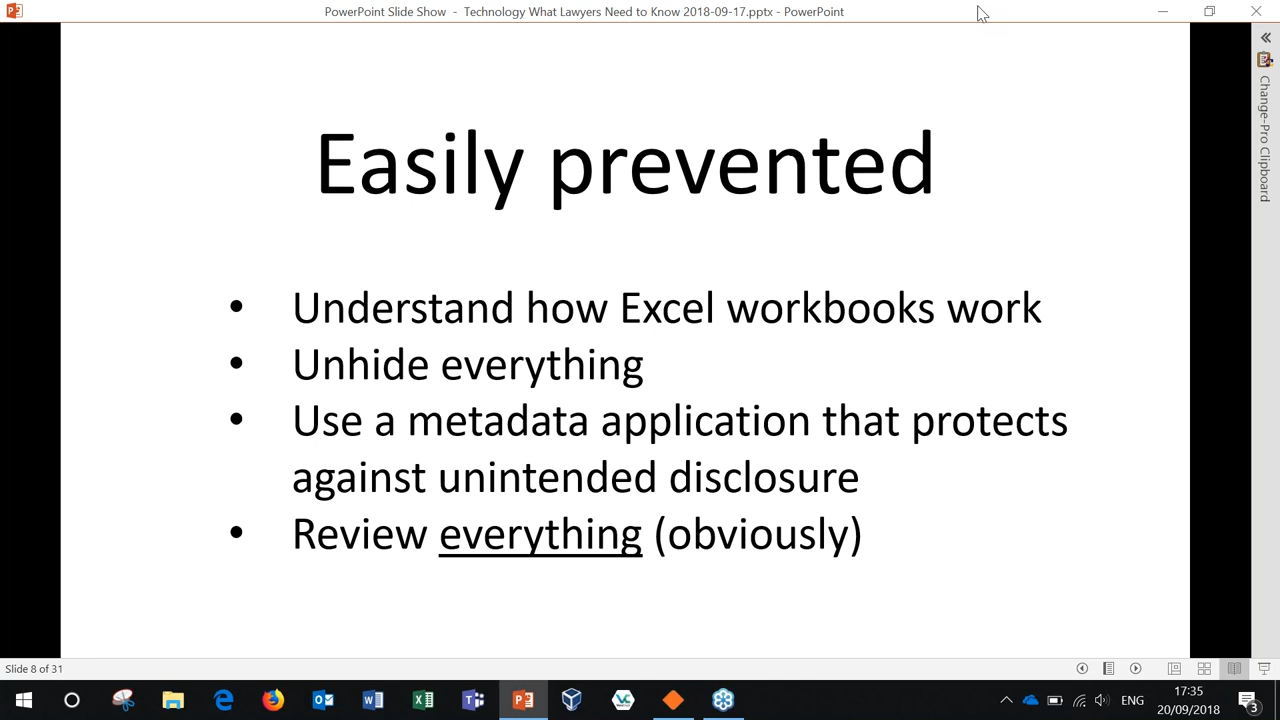 PowerPoint Slide Show - Technology What Lawyers Need to Know 2018-09-17.pptx - PowerPoint
Easily prevented
• Understand how Excel workbooks work
• Unhide everything
• Use a metadata application that protects
against unintended disclosure
• Review everything (obviously)
Change-Pro Clipboard
Slide 8 of 31
ENG
17:35
20/09/2018
3